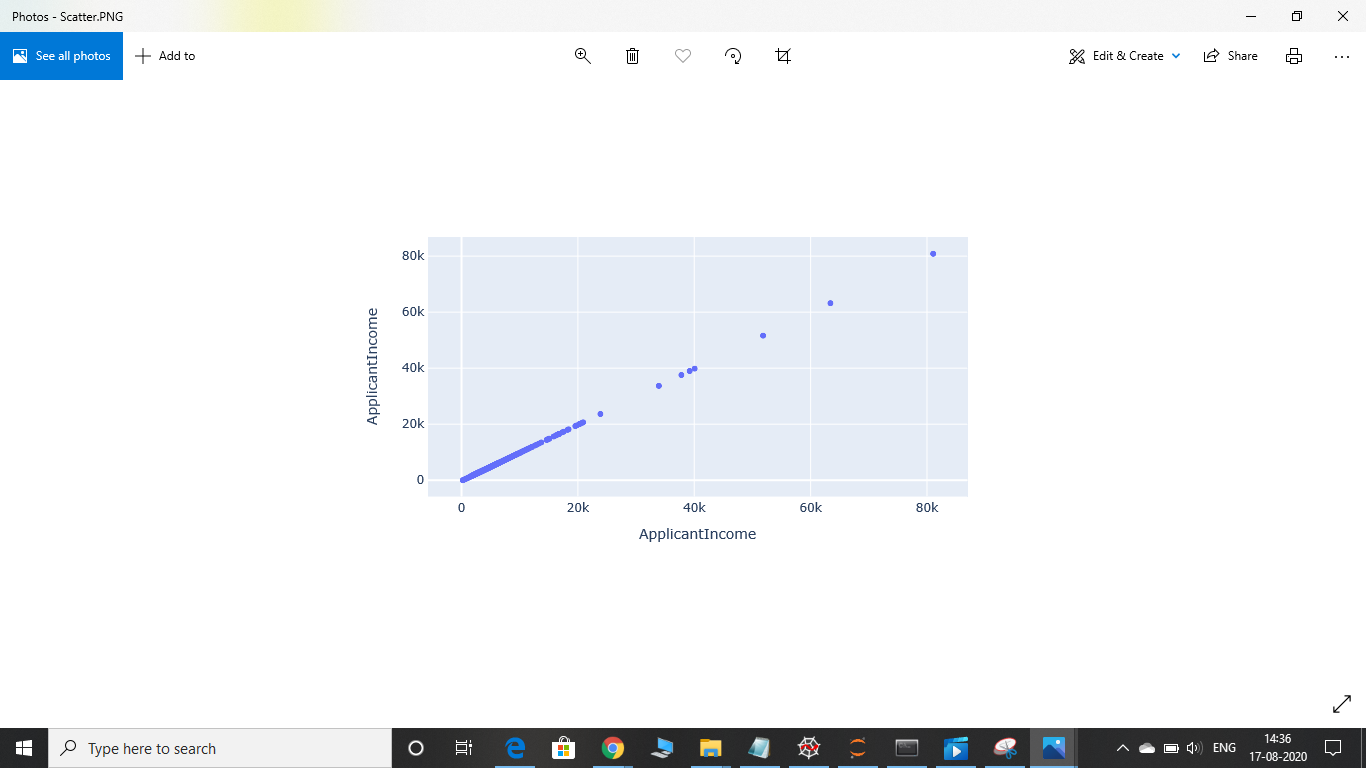 Photos - Scatter.PNG
See all photos
Add to
Edit & Create
Share
ApplicantIncome
80k
60k
40k
20k
0
0 20k 40k 60k 80k
ApplicantIncome
Type here to search
ENG
14:36
17-08-2020